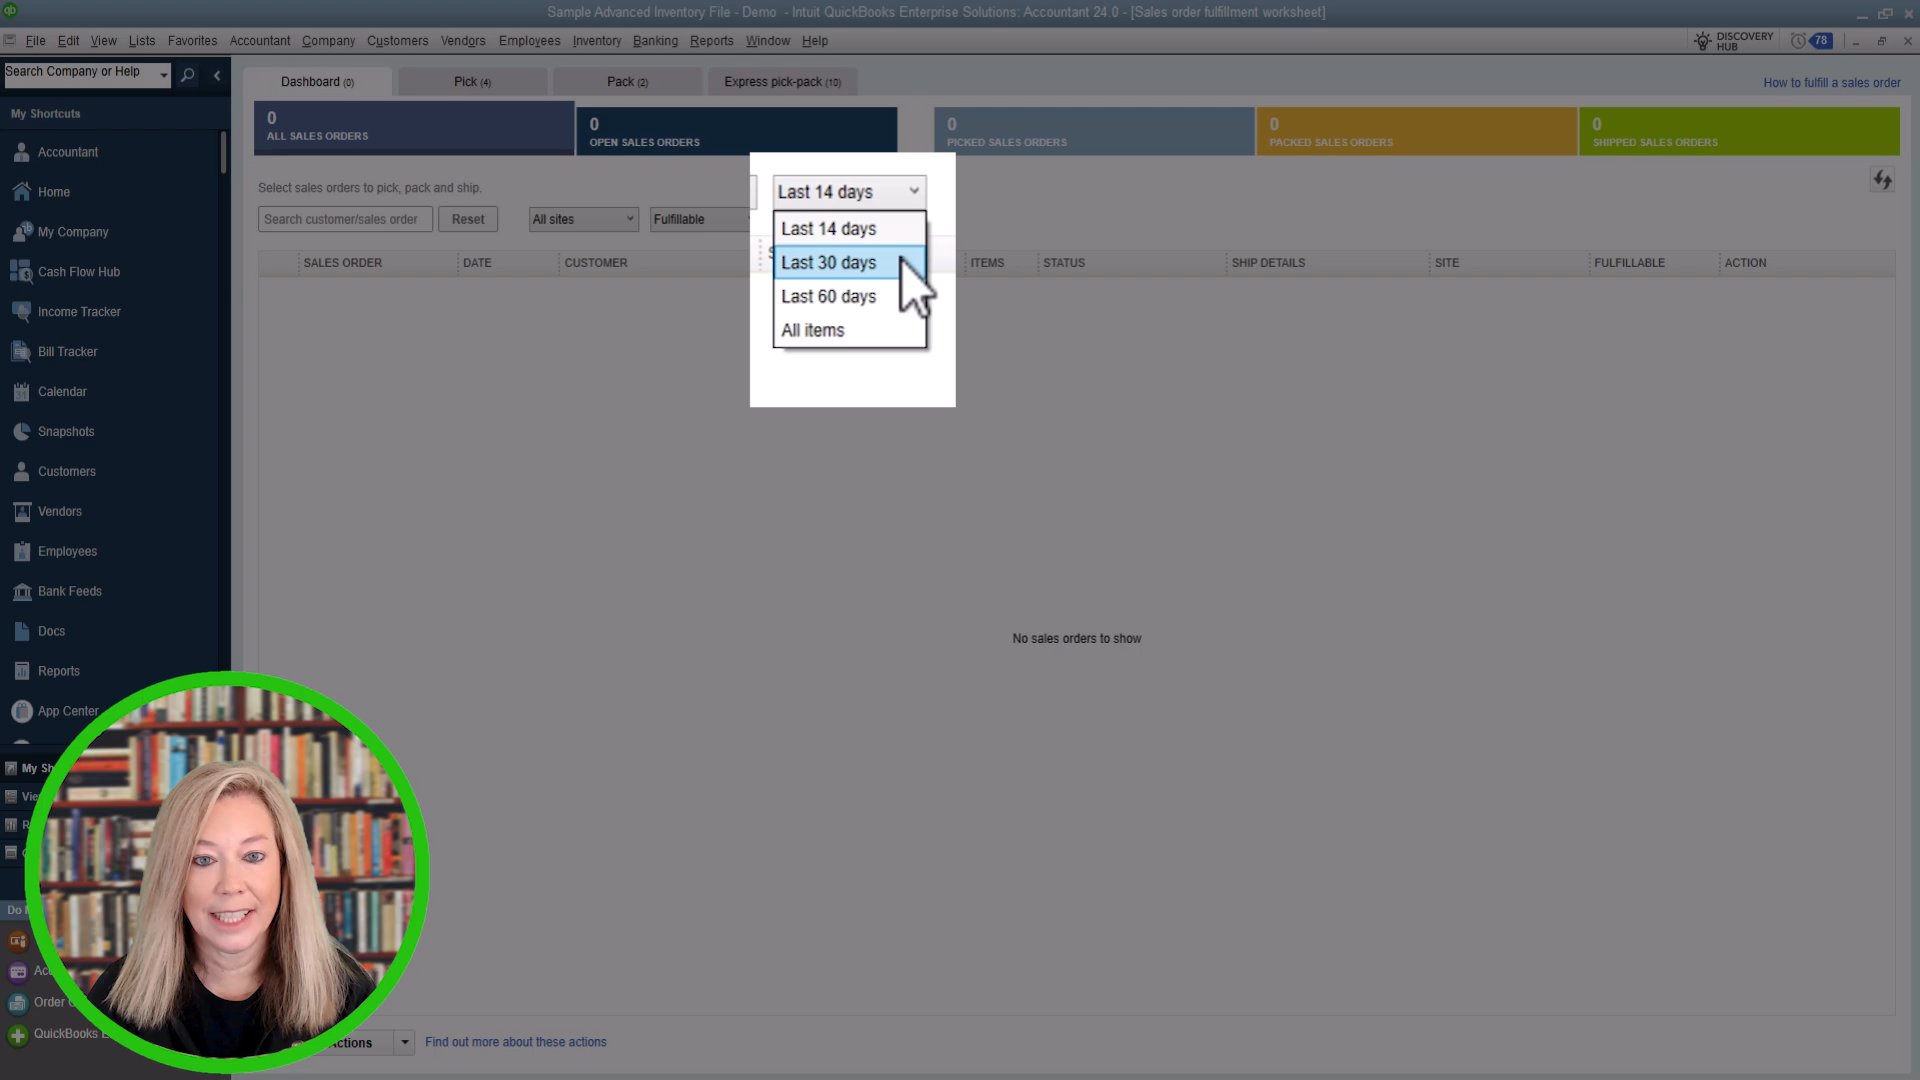 Sample Advanced Inventory File - Demo - Intuit QuickBooks Enterprise Solutions: Accountant 24.0 - [Sales order fulfillment worksheet]
File Edit View Lists Favorites Accountant Company Customers Vendors Employees Inventory Banking Reports Window Help
DISCOVERY
HUB
78
Search Company or Help
My Shortcuts
Accountant
Home
My Company
Cash Flow Hub
Income Tracker
Bill Tracker
Calendar
Snapshots
Customers
Vendors
Employees
Bank Feeds
Docs
Reports
App Center
My Sh
Vie
Do
Acc
Order
QuickBooks E
Dashboard (0)
Pick (4)
Pack (2)
Express pick-pack (10)
How to fulfill a sales order
0
ALL SALES ORDERS
0
OPEN SALES ORDERS
0
PICKED SALES ORDERS
0
PACKED SALES ORDERS
0
SHIPPED SALES ORDERS
Select sales orders to pick, pack and ship.
Search customer/sales order
Reset
All sites
Fulfillable
Last 14 days
Last 14 days
Last 30 days
Last 60 days
All items
SALES ORDER DATE CUSTOMER ITEMS STATUS SHIP DETAILS SITE FULFILLABLE ACTION
No sales orders to show
Actions
Find out more about these actions